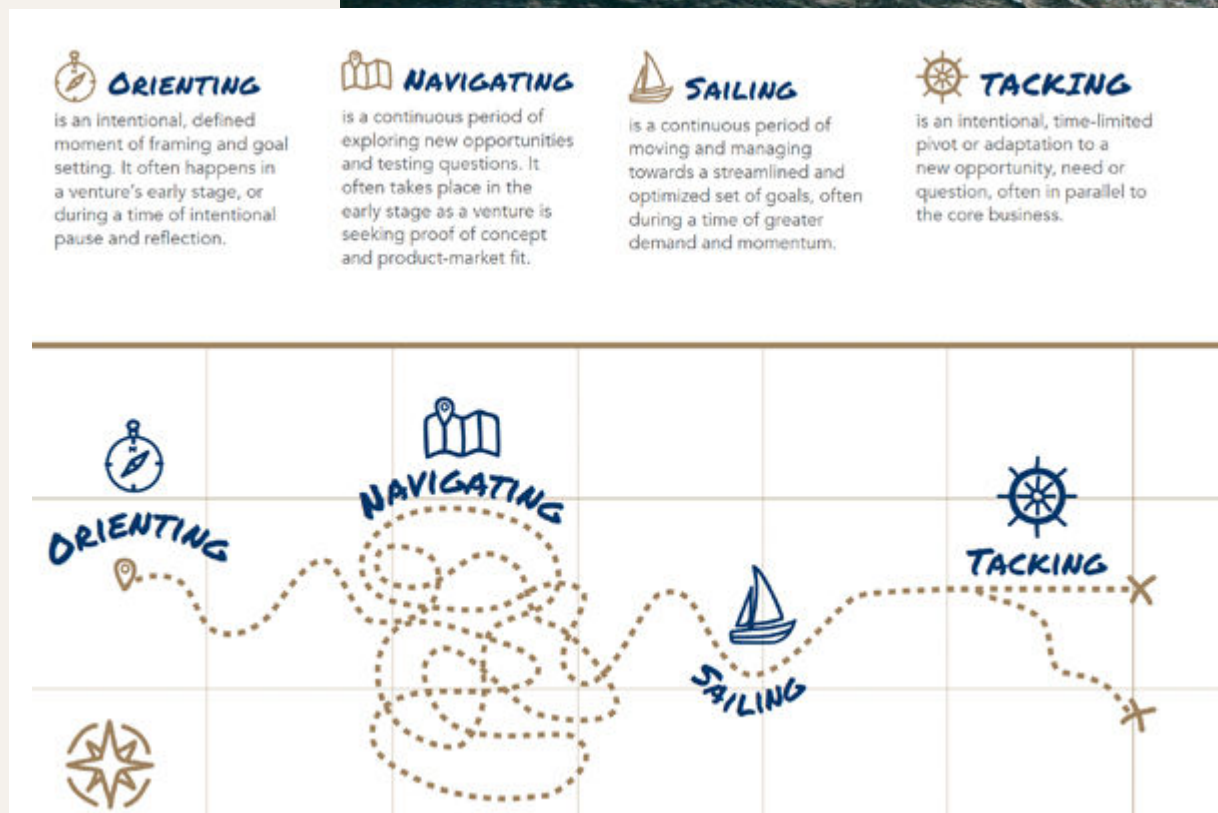 ORIENTING
is an intentional, defined
moment of framing and goal
setting. It often happens in
a venture's early stage, or
during a time of intentional
pause and reflection.
NAVIGATING
is a continuous period of
exploring new opportunities
and testing questions. It
often takes place in the
early stage as a venture is
seeking proof of concept
and product-market fit.
SAILING
is a continuous period of
moving and managing
towards a streamlined and
optimized set of goals, often
during a time of greater
demand and momentum.
TACKING
is an intentional, time-limited
pivot or adaptation to a
new opportunity, need or
question, often in parallel to
the core business.
N
ORIENTING
NAVIGATING
SAILING
TACKING